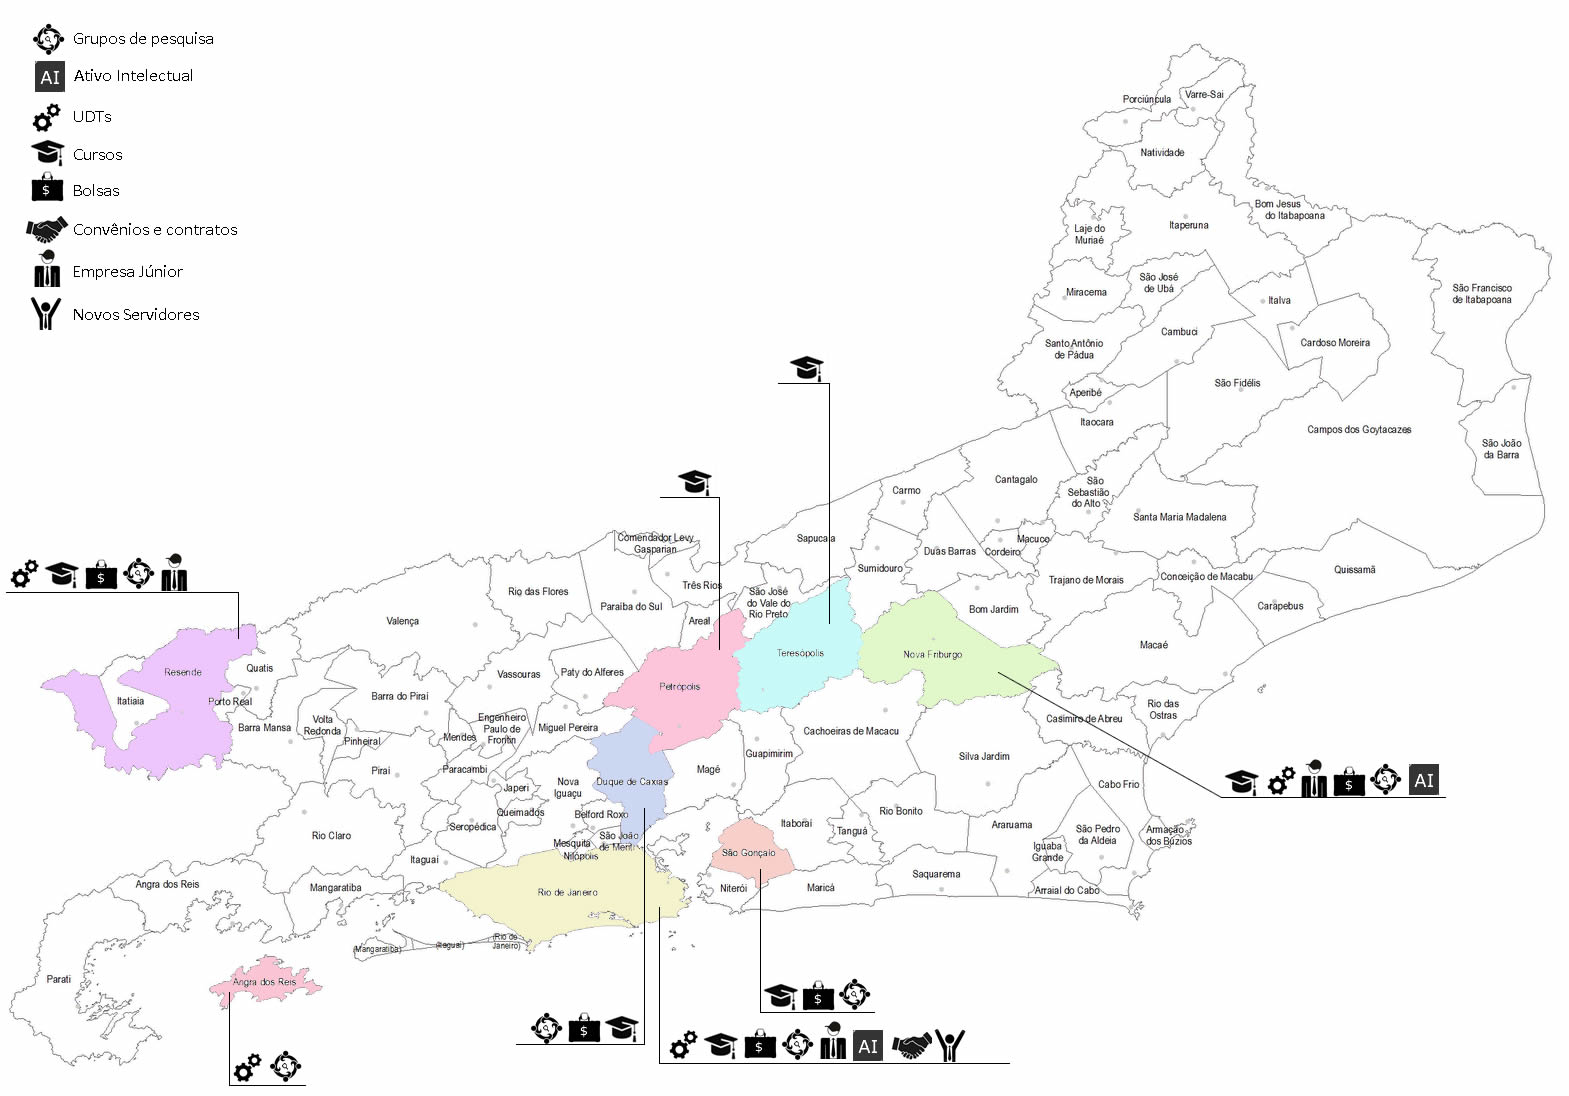 Grupos de pesquisa
AI
Ativo Intelectual
UDTs
Cursos
$
Bolsas
Convênios e contratos
Empresa Júnior
Novos Servidores
Porciúncula
Varre-Sai
Natividade
Bom Jesus
do Itabapoana
Laje do
Muriaé
Itaperuna
Miracema
São José
de Ubá
Italva
São Francisco
de Itabapoana
Santo Antônio
de Pádua
Cambuci
Cardoso Moreira
Aperibé
São Fidélis
Itaocara
Campos dos Goytacazes
São João
da Barra
Carmo
Cantagalo
São
Sebastião
do Alto
Santa Maria Madalena
Comendador Levy
Gasparian
Sapucaia
Duas Barras
Cordeiro
Macuco
Sumidouro
Trajano de Morais
Conceição de Macabu
Quissamã
Carapebus
$
Rio das Flores
Paraíba do Sul
Três Rios
São José
do Vale do
Rio Preto
Bom Jardim
Valença
Areal
Teresópolis
Nova Friburgo
Macaé
Resende
Quatis
Vassouras
Paty do Alferes
Petrópolis
Itatiaia
Porto Real
Barra do Piraí
Barra Mansa
Volta
Redonda
Engenheiro
Paulo de
Frontin
Miguel Pereira
Casimiro de Abreu
Rio das
Ostras
Pinheiral
Mendes
Cachoeiras de Macacu
Guapimirim
Silva Jardim
Piraí
Paracambi
Japeri
Nova
Iguaçu
Duque de Caxias
Magé
Cabo Frio
$
AI
Queimados
Belford Roxo
Rio Claro
Seropédica
Mesquita
São João
de Meriti
Nilópolis
Itaboraí
Tanguá
Rio Bonito
Araruama
São Pedro
da Aldeia
Armação
dos Búzios
Iguaba
Grande
Itaguaí
São Gonçalo
Angra dos Reis
Mangaratiba
Rio de Janeiro
Niterói
Maricá
Saquarema
Arraial do Cabo
(Mangaratiba)
(Itaguaí)
(Rio de
Janeiro)
Parati
Angra dos Reis
$
$
$
AI